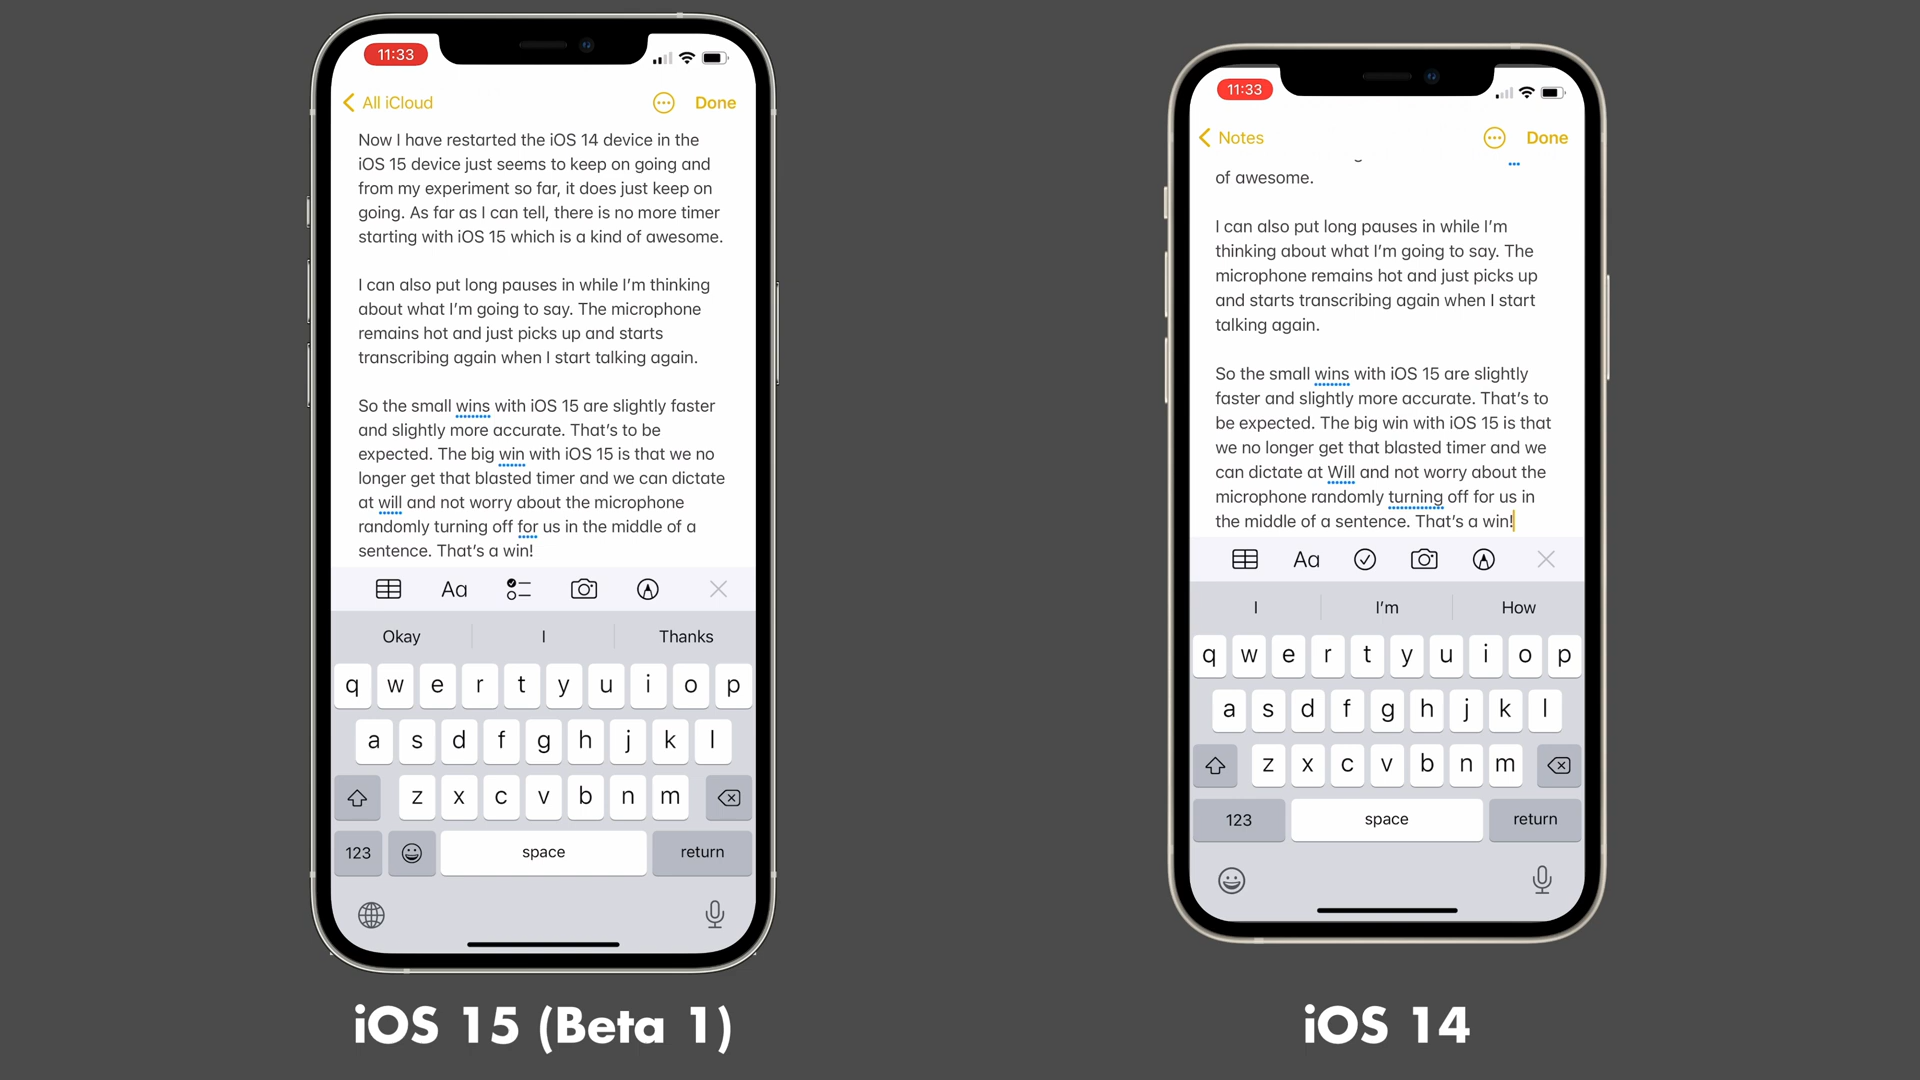 11:33
All iCloud
Done
Now I have restarted the iOS 14 device in the
iOS 15 device just seems to keep on going and
from my experiment so far, it does just keep on
going. As far as I can tell, there is no more timer
starting with iOS 15 which is a kind of awesome.
I can also put long pauses in while I'm thinking
about what I'm going to say. The microphone
remains hot and just picks up and starts
transcribing again when I start talking again.
So the small wins with iOS 15 are slightly faster
and slightly more accurate. That's to be
expected. The big win with iOS 15 is that we no
longer get that blasted timer and we can dictate
at will and not worry about the microphone
randomly turning off for us in the middle of a
sentence. That's a win!
Aa
Okay
I
Thanks
q w e r t y u i o p
a s d f g h j k l
z x c v b n m
123
space
return
iOS 15 (Beta 1)
11:33
Notes
Done
of awesome.
I can also put long pauses in while I'm
thinking about what I'm going to say. The
microphone remains hot and just picks up
and starts transcribing again when I start
talking again.
So the small wins with iOS 15 are slightly
faster and slightly more accurate. That's to
be expected. The big win with iOS 15 is that
we no longer get that blasted timer and we
can dictate at Will and not worry about the
microphone randomly turning off for us in
the middle of a sentence. That's a win!
Aa
I
I'm
How
q w e r t y u i o p
a s d f g h j k l
z x c v b n m
123
space
return
iOS 14